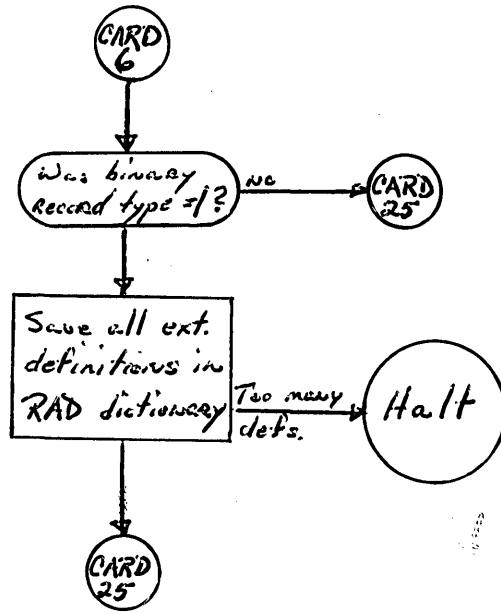 CARD
6
Was binary
record type =1?
NO
CARD
25
Save all ext.
definitions in
RAD dictionary
Too many
defs.
Halt
CARD
25